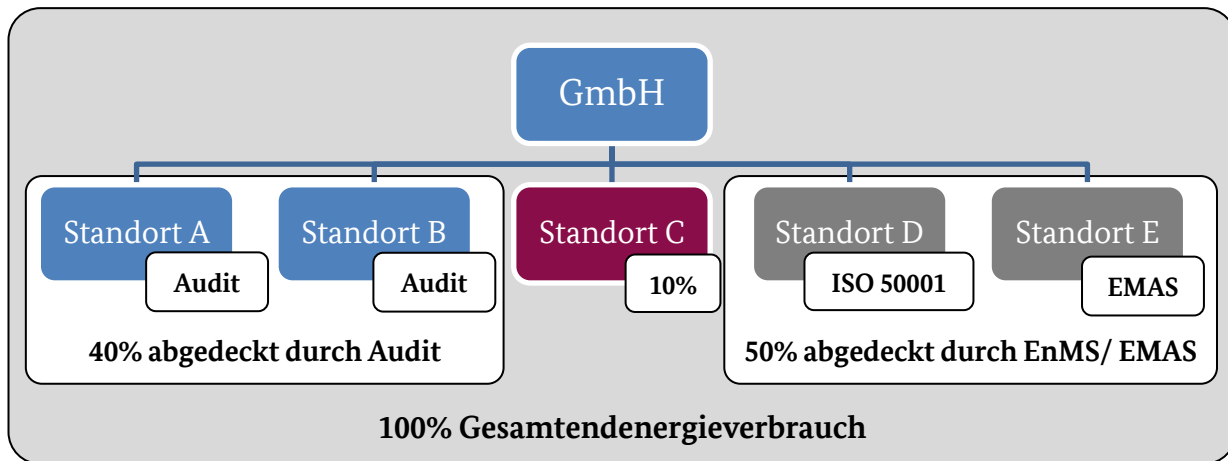 GmbH
Standort A
Audit
Standort B
Audit
40% abgedeckt durch Audit
Standort C
10%
Standort D
ISO 50001
Standort E
EMAS
50% abgedeckt durch EnMS/ EMAS
100% Gesamtendenergieverbrauch